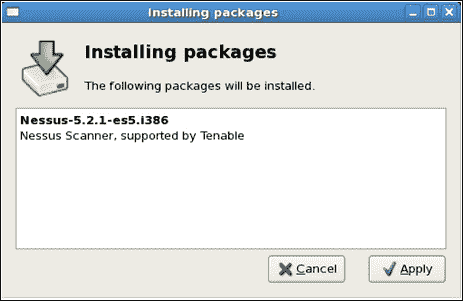 Installing packages
Installing packages
The following packages will be installed.
Nessus-5.2.1-es5.i386
Nessus Scanner, supported by Tenable
Cancel
Apply